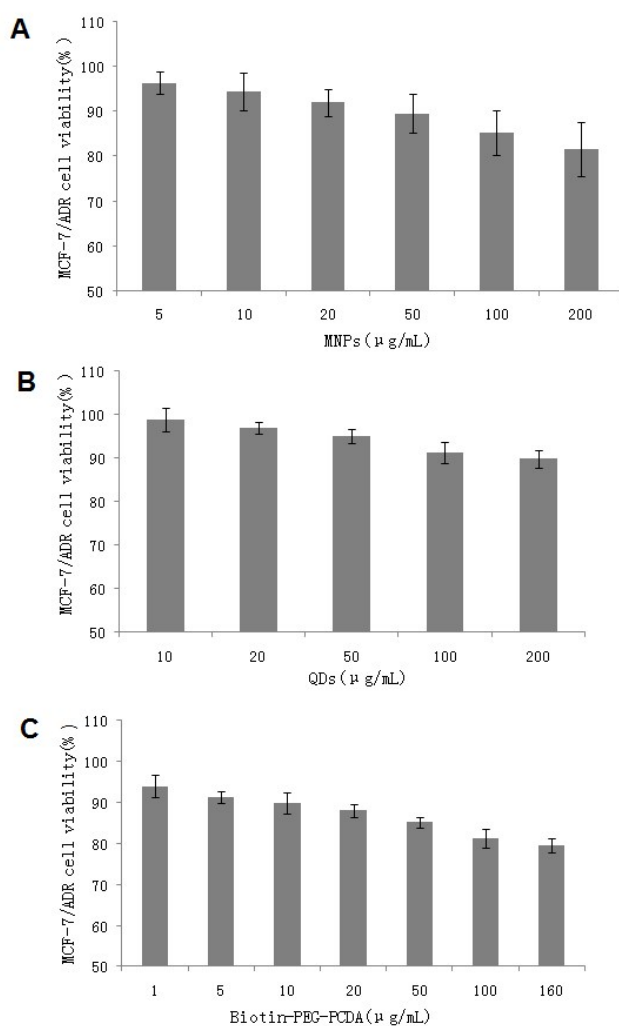 A
MCF-7/ADR cell viability(%)
110
100
90
80
70
60
50
5 10 20 50 100 200
MNPs(μg/mL)
B
MCF-7/ADR cell viability(%)
110
100
90
80
70
60
50
10 20 50 100 200
QDs(μg/mL)
C
MCF-7/ADR cell viability(%)
110
100
90
80
70
60
50
1 5 10 20 50 100 160
Biotin-PEG-PCDA(μg/mL)